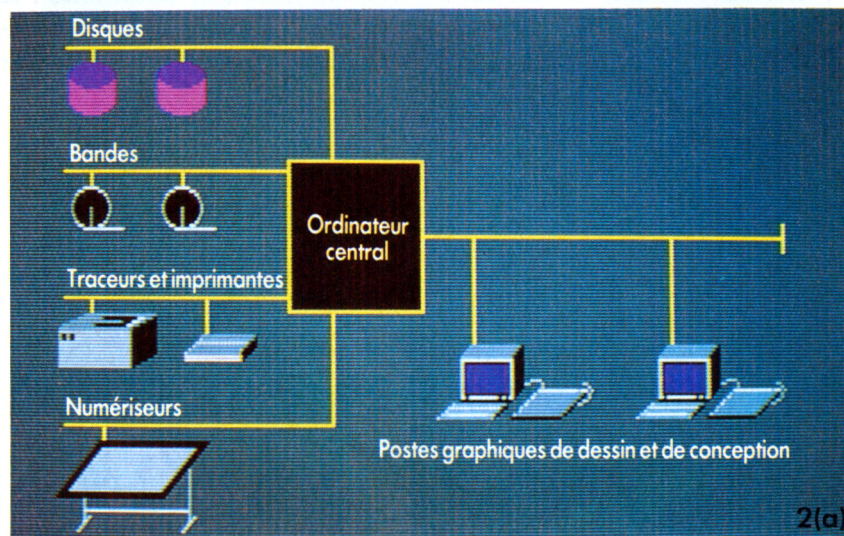 Disques
Bandes
Ordinateur
central
Traceurs et imprimantes
Numériseurs
Postes graphiques de dessin et de conception
2(a)